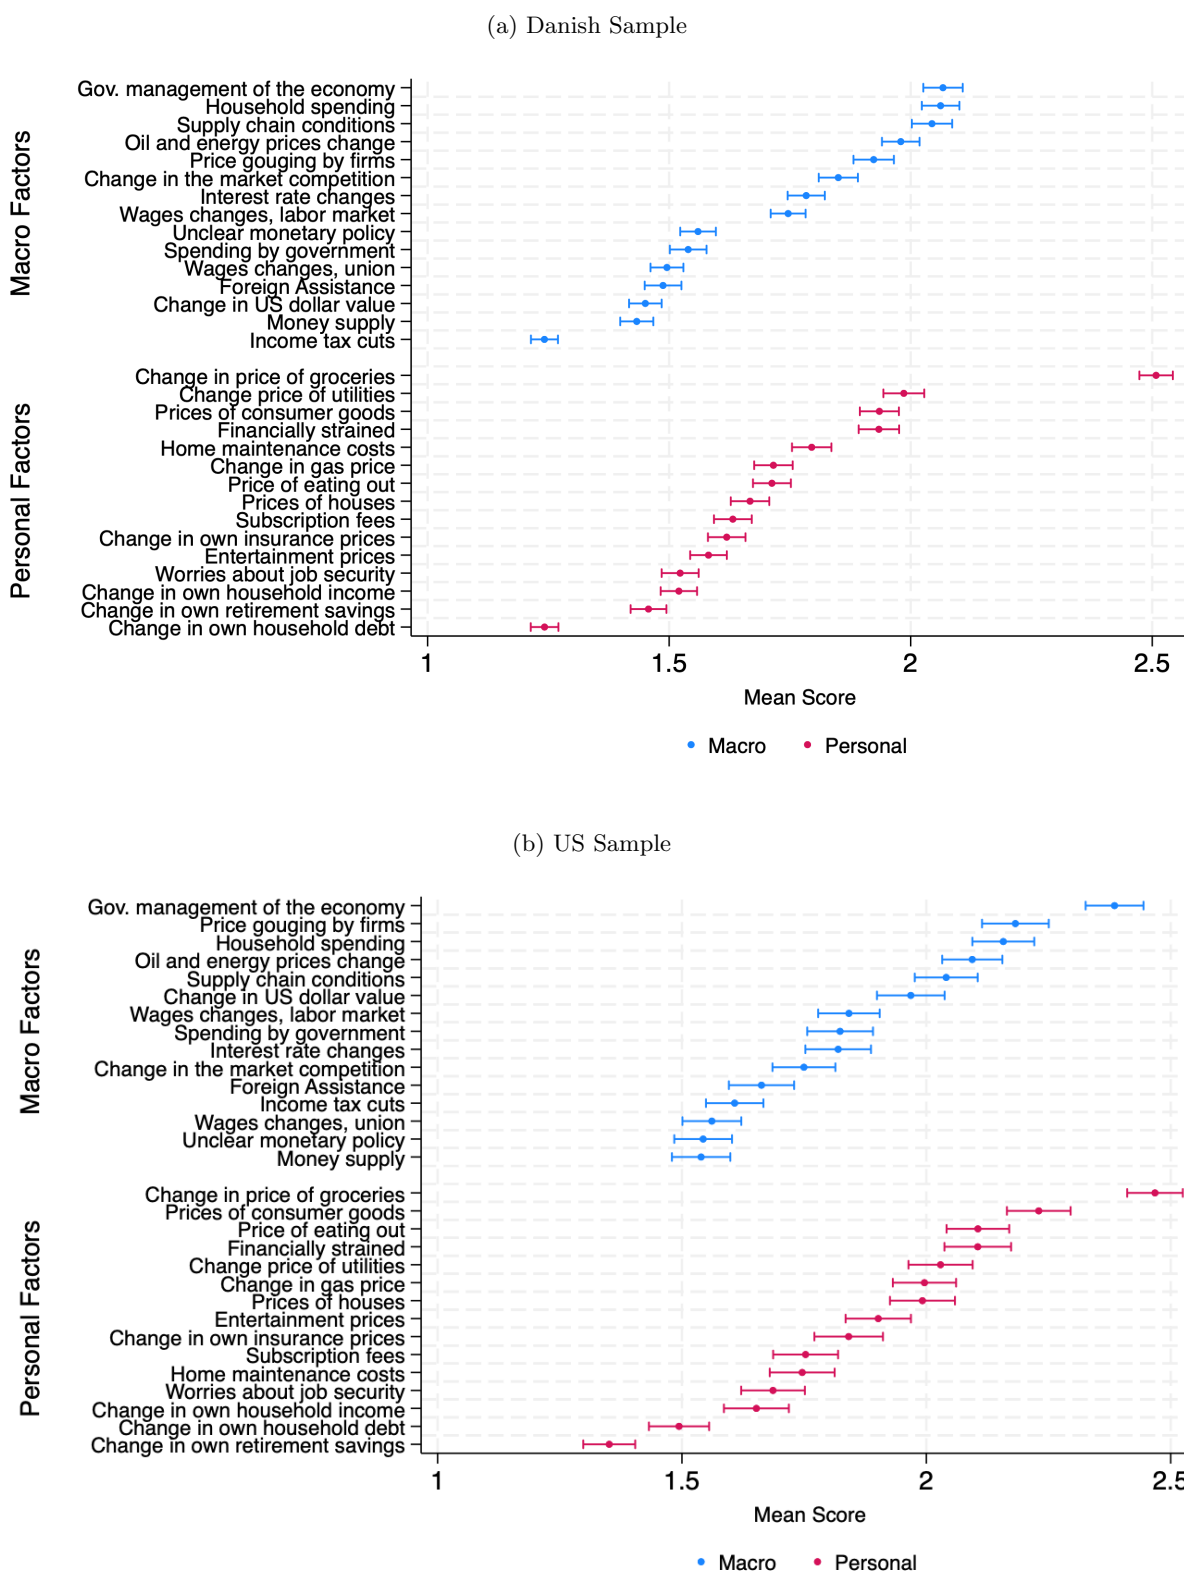 (a) Danish Sample
Macro Factors
Gov. management of the economy
Household spending
Supply chain conditions
Oil and energy prices change
Price gouging by firms
Change in the market competition
Interest rate changes
Wages changes, labor market
Unclear monetary policy
Spending by government
Wages changes, union
Foreign Assistance
Change in US dollar value
Money supply
Income tax cuts
Personal Factors
Change in price of groceries
Change price of utilities
Prices of consumer goods
Financially strained
Home maintenance costs
Change in gas price
Price of eating out
Prices of houses
Subscription fees
Change in own insurance prices
Entertainment prices
Worries about job security
Change in own household income
Change in own retirement savings
Change in own household debt
1 1.5 2 2.5
Mean Score
Macro Personal
(b) US Sample
Macro Factors
Gov. management of the economy
Price gouging by firms
Household spending
Oil and energy prices change
Supply chain conditions
Change in US dollar value
Wages changes, labor market
Spending by government
Interest rate changes
Change in the market competition
Foreign Assistance
Income tax cuts
Wages changes, union
Unclear monetary policy
Money supply
Personal Factors
Change in price of groceries
Prices of consumer goods
Price of eating out
Financially strained
Change price of utilities
Change in gas price
Prices of houses
Entertainment prices
Change in own insurance prices
Subscription fees
Home maintenance costs
Worries about job security
Change in own household income
Change in own household debt
Change in own retirement savings
1 1.5 2 2.5
Mean Score
Macro Personal